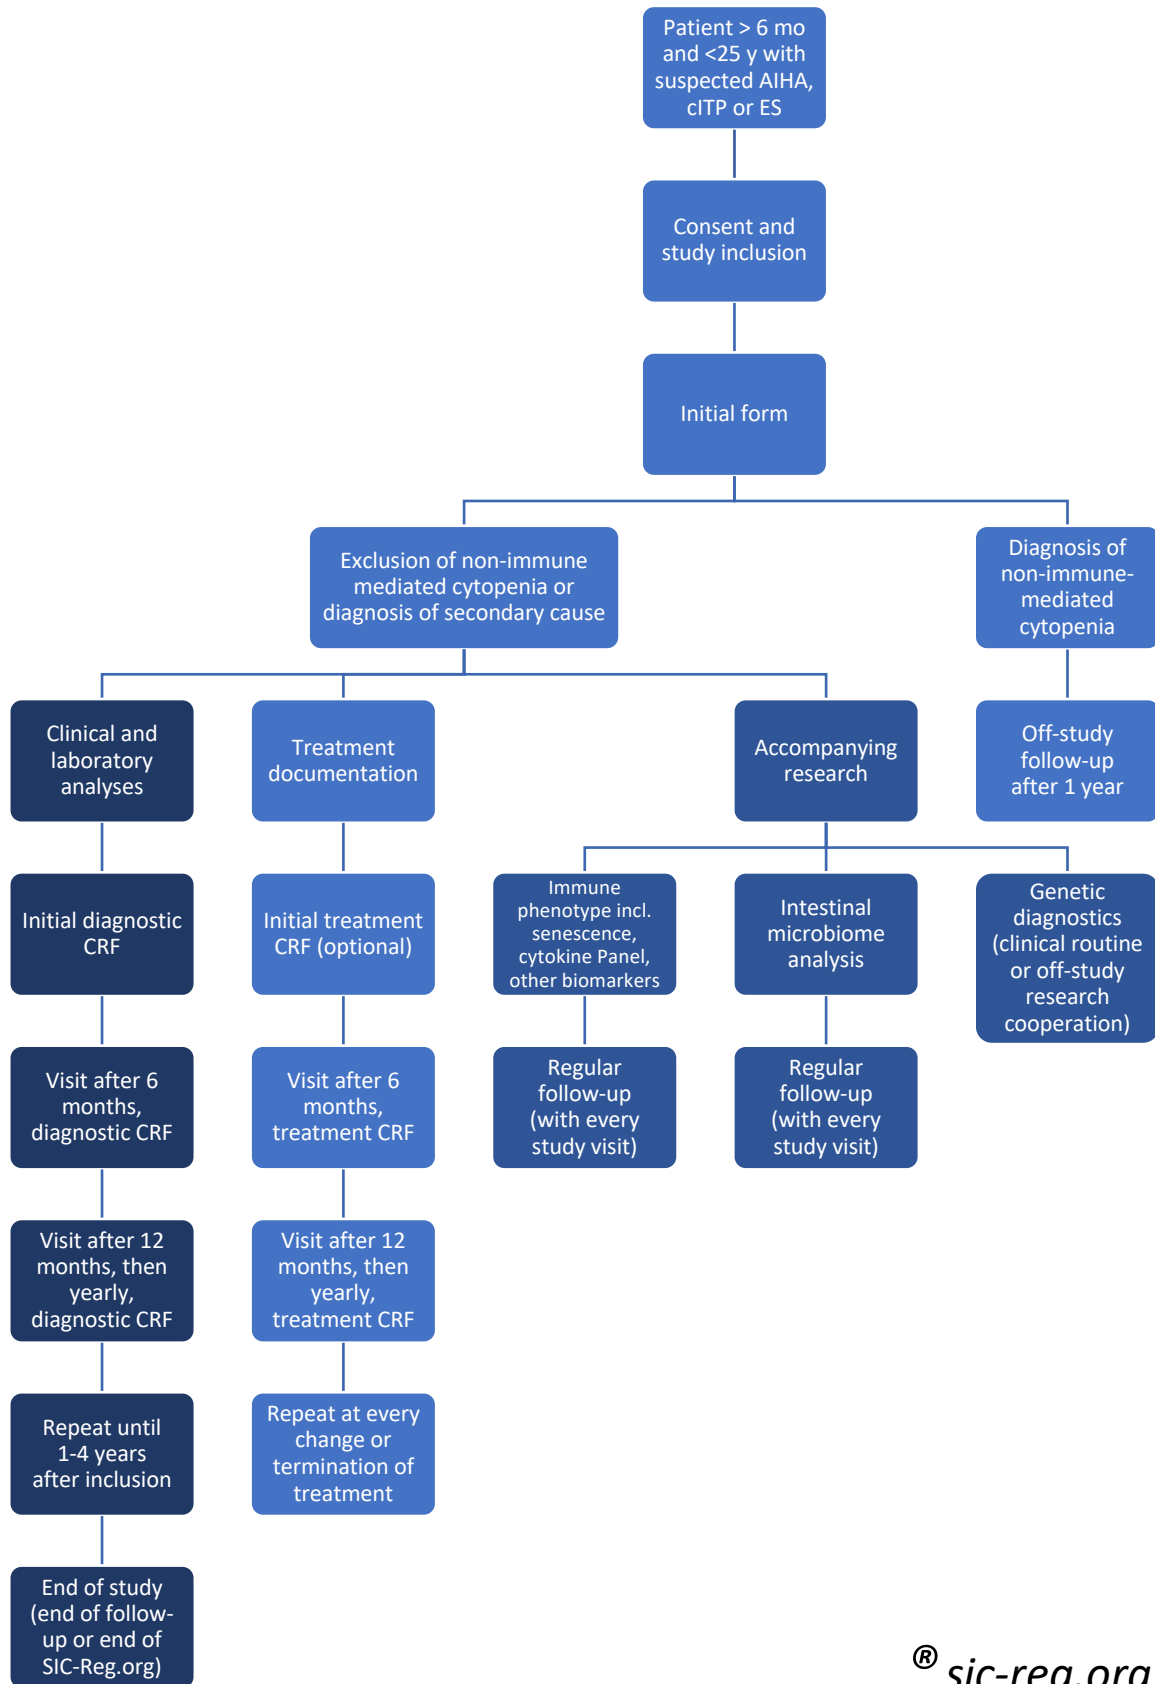 Patient > 6 mo
and <25 y with
suspected AIHA,
cITP or ES
Consent and
study inclusion
Initial form
Exclusion of non-immune
mediated cytopenia or
diagnosis of secondary cause
Diagnosis of
non-immune-
mediated
cytopenia
Clinical and
laboratory
analyses
Treatment
documentation
Accompanying
research
Off-study
follow-up
after 1 year
Initial diagnostic
CRF
Initial treatment
CRF (optional)
Immune
phenotype incl.
senescence,
cytokine Panel,
other biomarkers
Intestinal
microbiome
analysis
Genetic
diagnostics
(clinical routine
or off-study
research
cooperation)
Visit after 6
months,
diagnostic CRF
Visit after 6
months,
treatment CRF
Regular
follow-up
(with every
study visit)
Regular
follow-up
(with every
study visit)
Visit after 12
months, then
yearly,
diagnostic CRF
Visit after 12
months, then
yearly,
treatment CRF
Repeat until
1-4 years
after inclusion
Repeat at every
change or
termination of
treatment
End of study
(end of follow-
up or end of
SIC-Reg.org)
® sic-reg.org